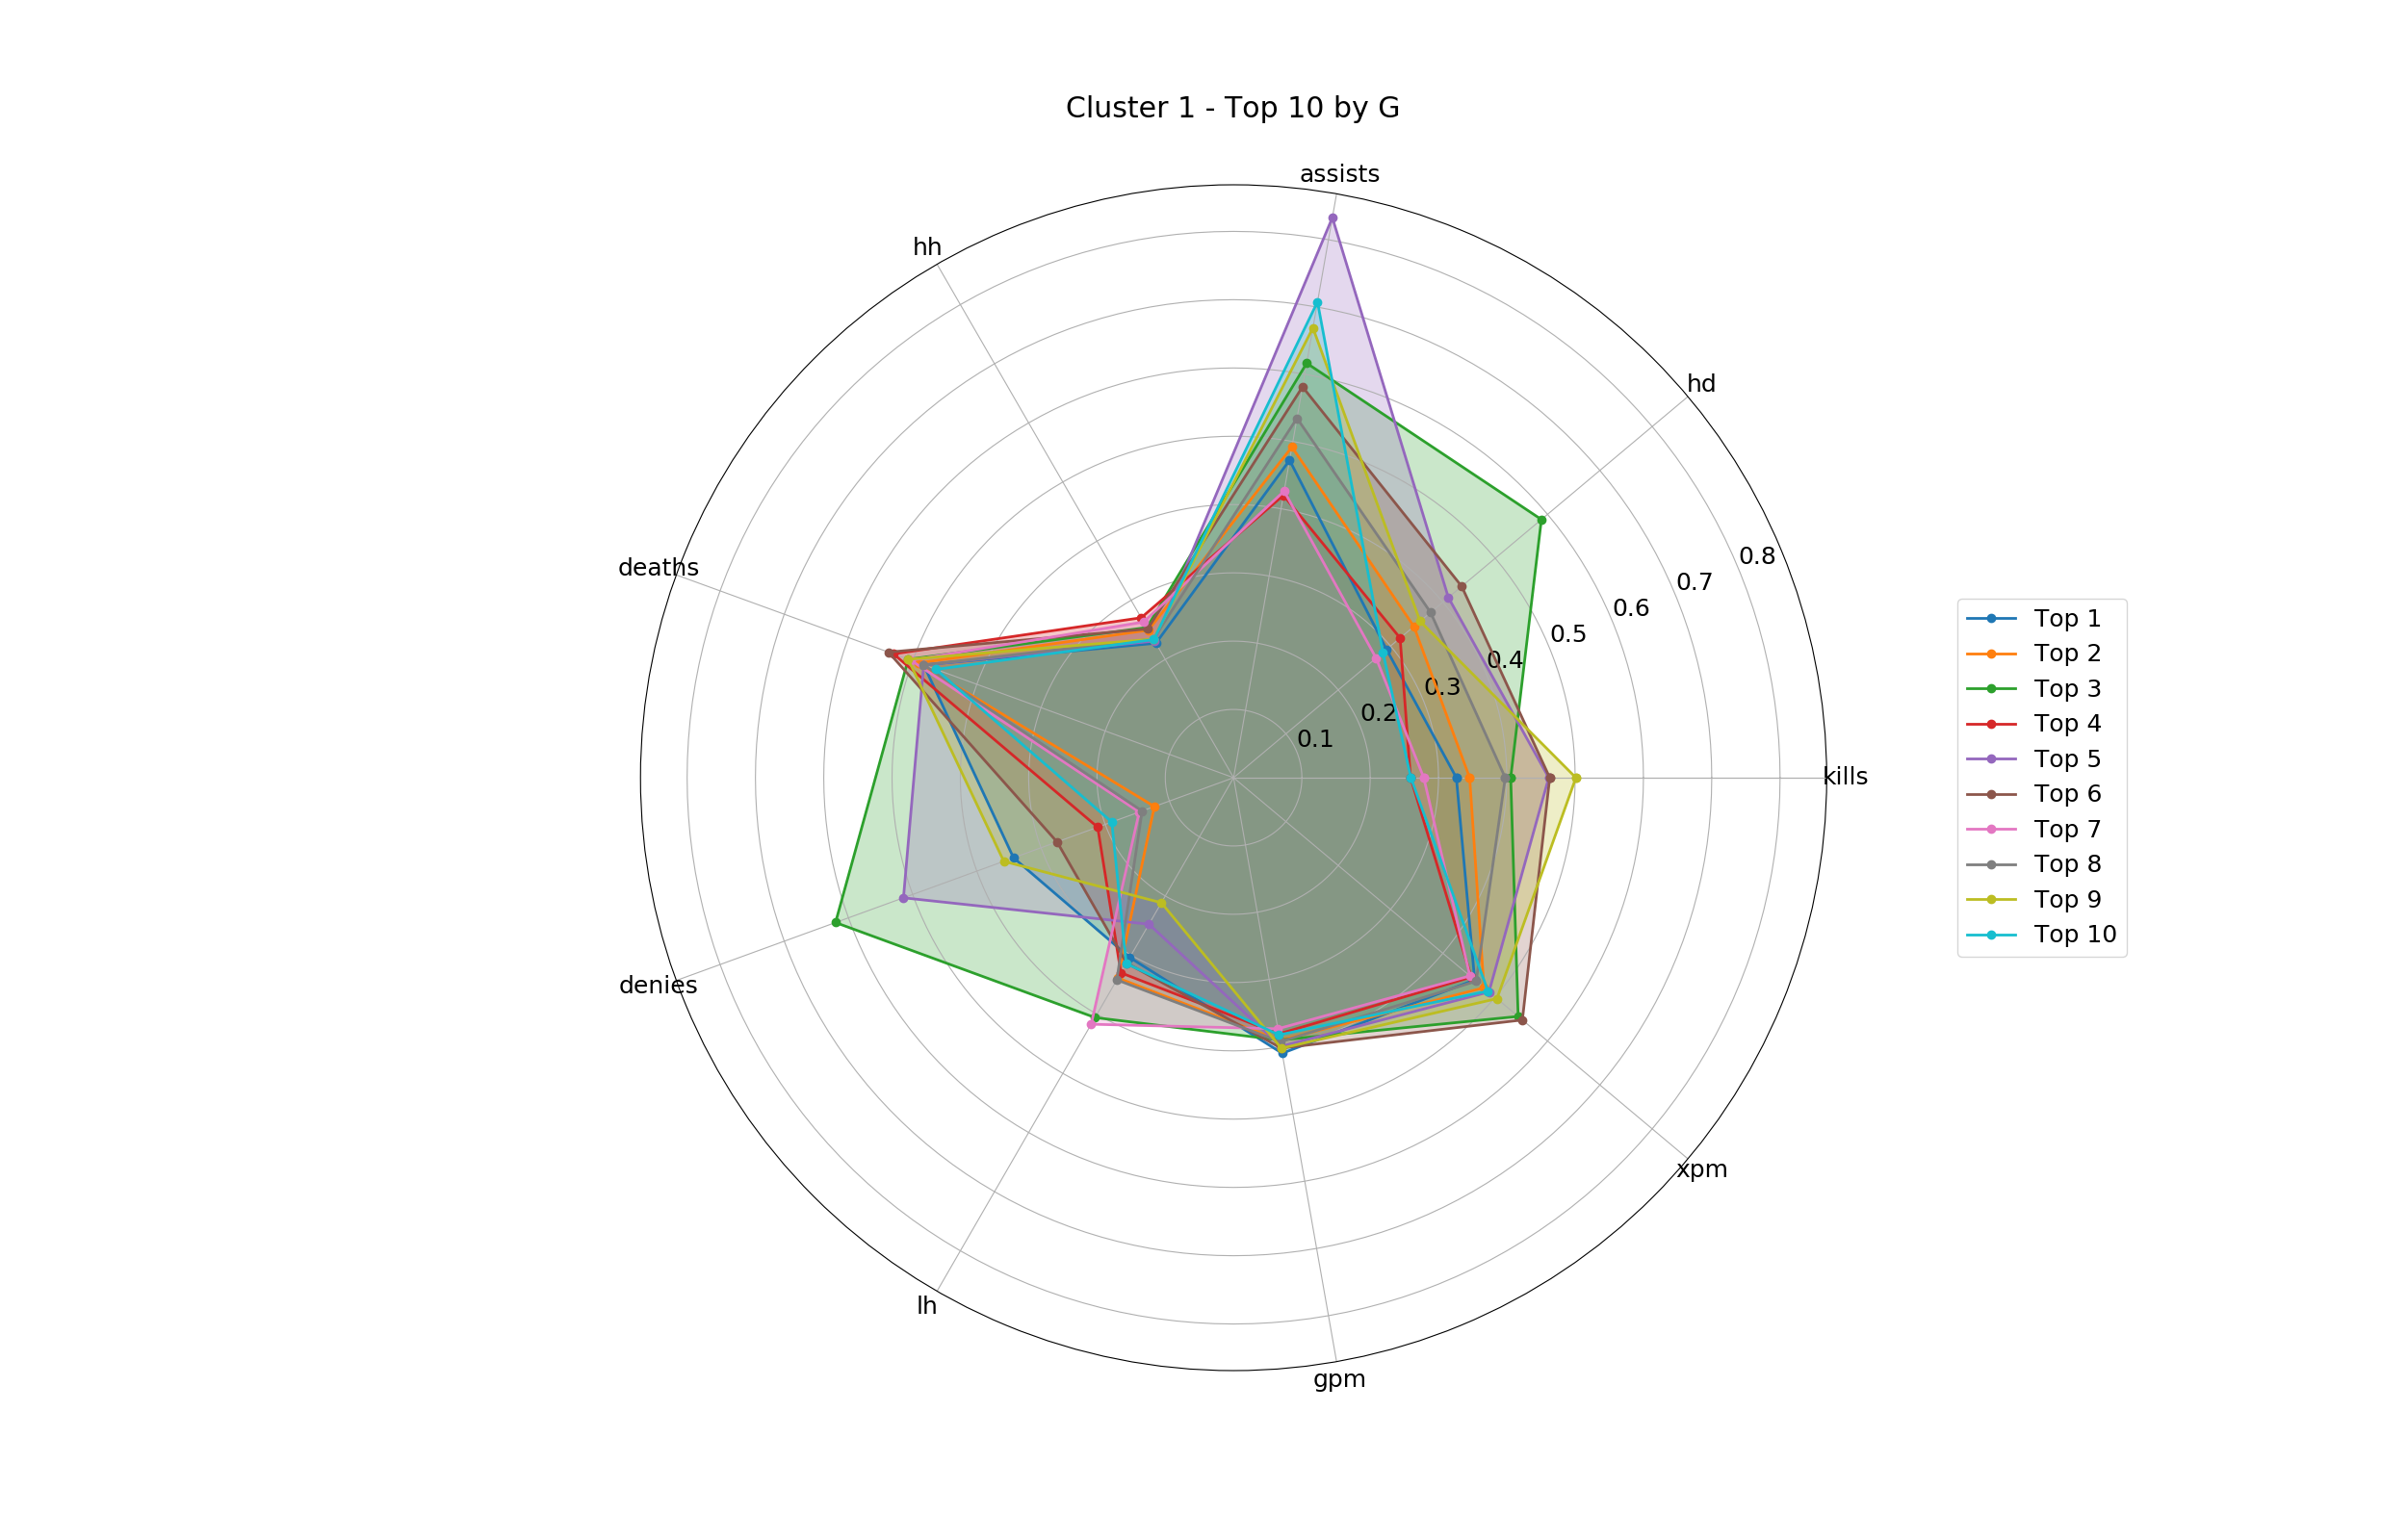 Cluster 1 - Top 10 by G
assists
hh
hd
deaths
0.8
0.7
0.6
0.5
0.4
0.3
0.2
0.1
kills
denies
xpm
lh
gpm
Top 1
Top 2
Top 3
Top 4
Top 5
Top 6
Top 7
Top 8
Top 9
Top 10